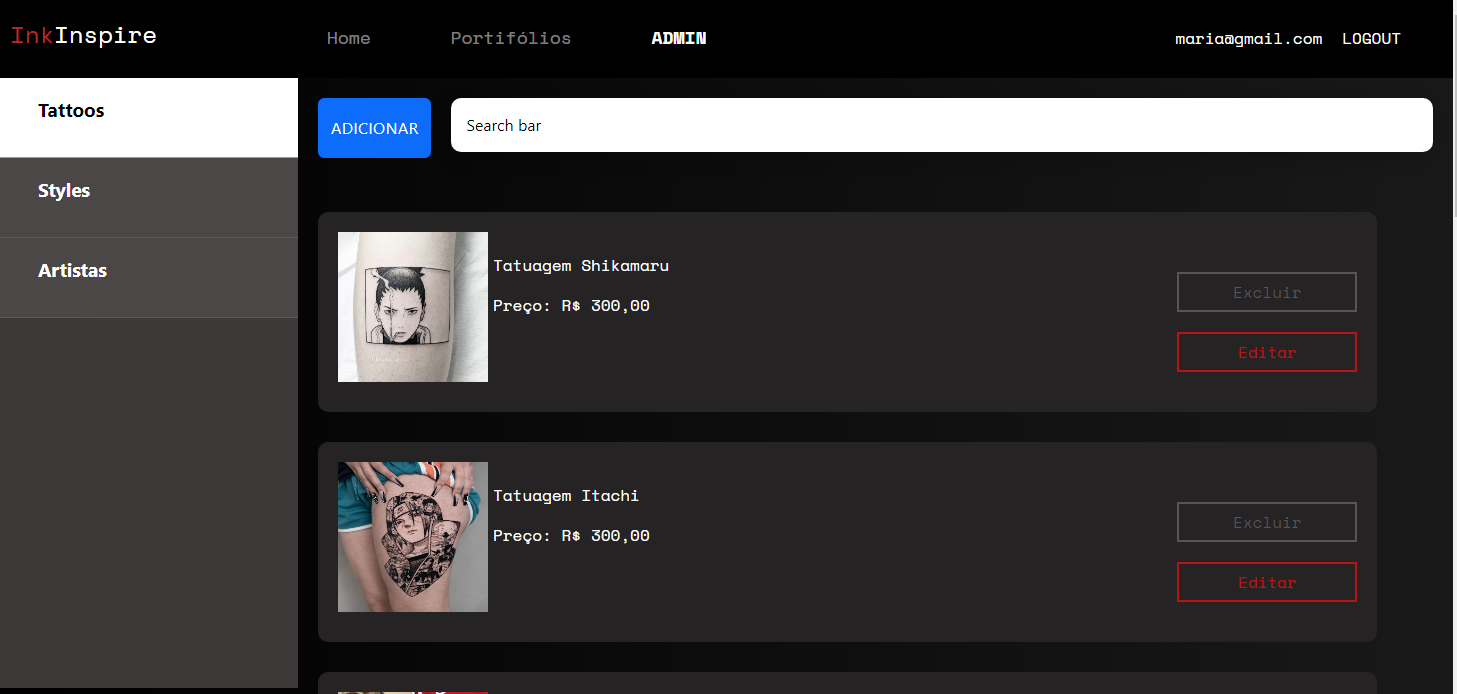 InkInspire
Home
Portifólios
ADMIN
maria@gmail.com
LOGOUT
Tattoos
Styles
Artistas
ADICIONAR
Search bar
Tatuagem Shikamaru
Preço: R$ 300,00
Excluir
Editar
Tatuagem Itachi
Preço: R$ 300,00
Excluir
Editar